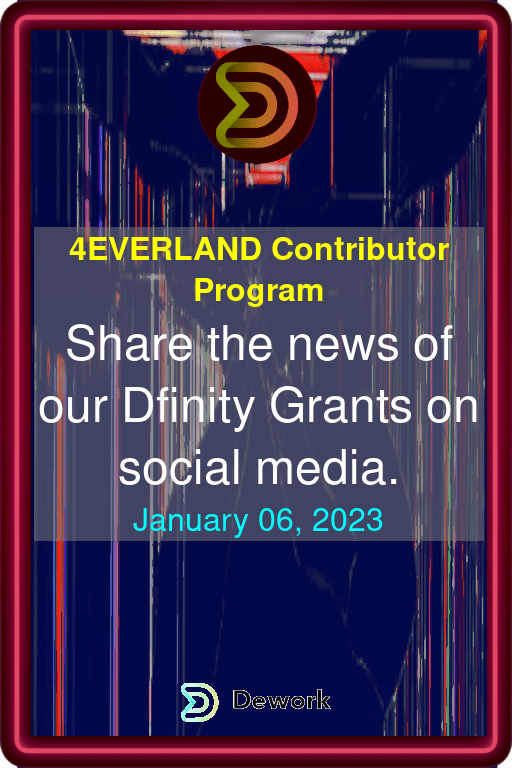 4EVERLAND Contributor
Program
Share the news of
our Dfinity Grants on
social media.
January 06, 2023
Dework